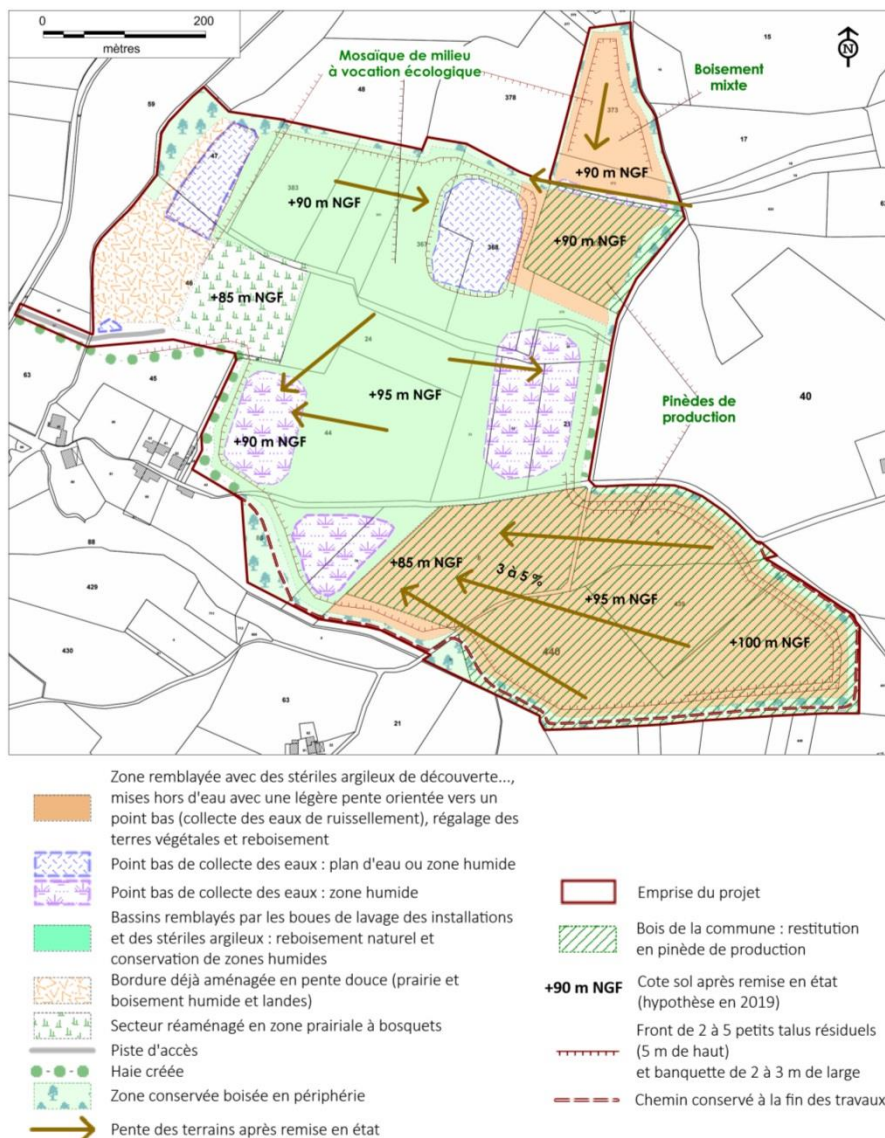 0 200
mètres
N
Mosaïque de milieu
à vocation écologique
Boisement
mixte
15
59
48
378
373
17
47
+90 m NGF
383
+90 m NGF
368
+90 m NGF
46
+85 m NGF
24
63
45
+95 m NGF
40
Pinèdes de
production
+90 m NGF
44
23
88
+85 m NGF
3 à 5 %
429
+95 m NGF
430
+100 m NGF
440
63
21
Zone remblayée avec des stériles argileux de découverte...,
mises hors d'eau avec une légère pente orientée vers un
point bas (collecte des eaux de ruissellement), régalage des
terres végétales et reboisement
Point bas de collecte des eaux : plan d'eau ou zone humide
Point bas de collecte des eaux : zone humide
Bassins remblayés par les boues de lavage des installations
et des stériles argileux : reboisement naturel et
conservation de zones humides
Bordure déjà aménagée en pente douce (prairie et
boisement humide et landes)
Secteur réaménagé en zone prairiale à bosquets
Piste d'accès
Haie créée
Zone conservée boisée en périphérie
Pente des terrains après remise en état
Emprise du projet
Bois de la commune : restitution
en pinède de production
+90 m NGF
Cote sol après remise en état
(hypothèse en 2019)
Front de 2 à 5 petits talus résiduels
(5 m de haut)
et banquette de 2 à 3 m de large
Chemin conservé à la fin des travaux